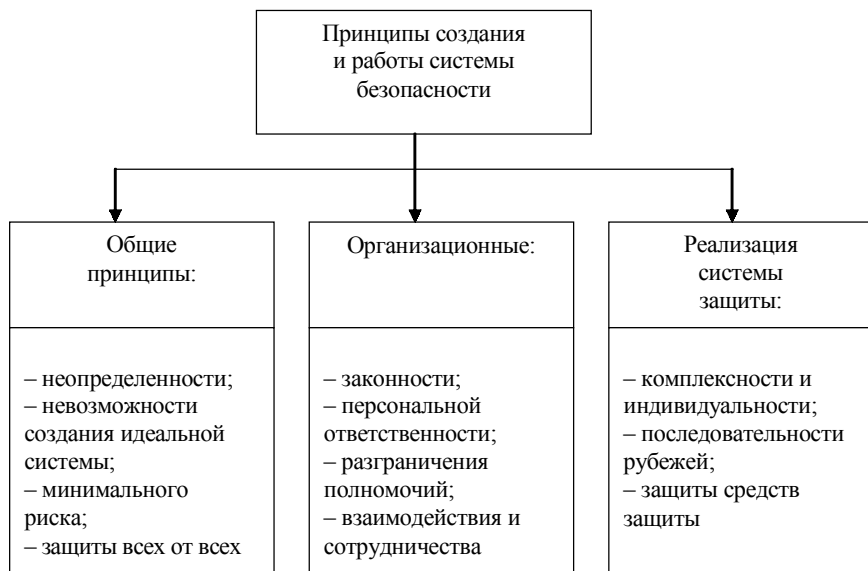 Принципы создания
и работы системы
безопасности
Общие
принципы:
– неопределенности;
– невозможности
создания идеальной
системы;
– минимального
риска;
– защиты всех от всех
Организационные:
– законности;
– персональной
ответственности;
– разграничения
полномочий;
– взаимодействия и
сотрудничества
Реализация
системы
защиты:
– комплексности и
индивидуальности;
– последовательности
рубежей;
– защиты средств
защиты